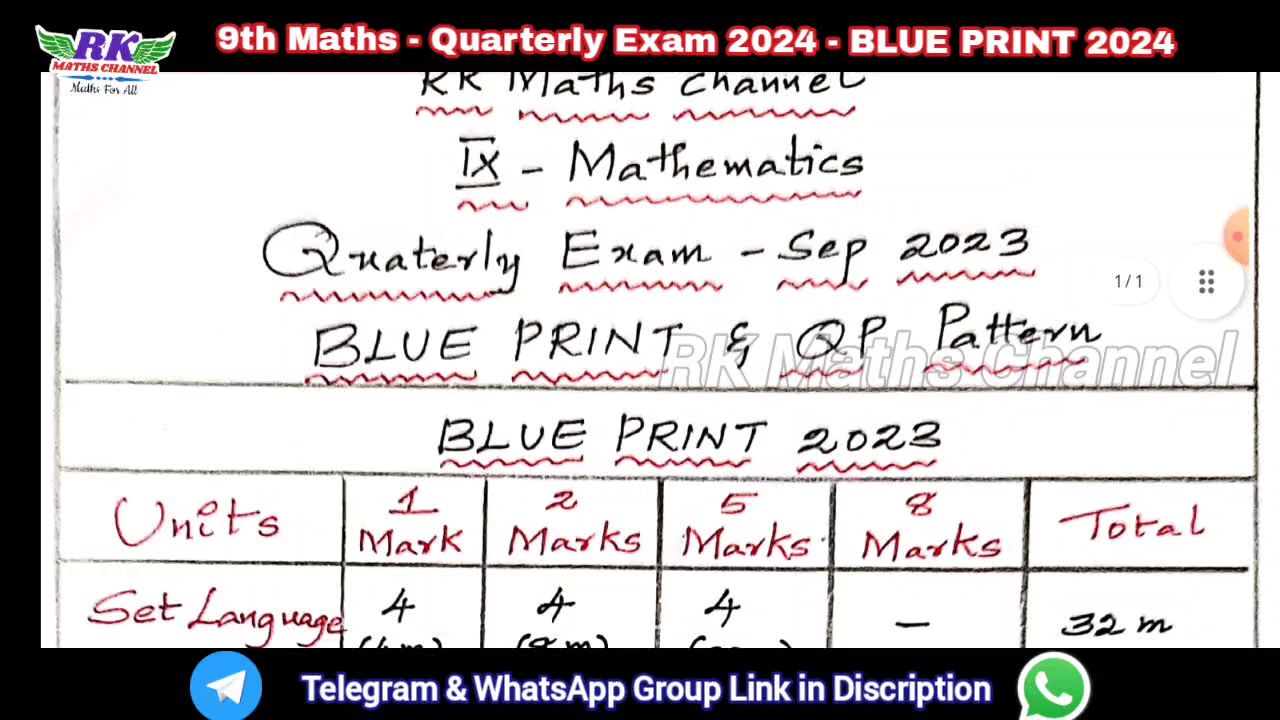 RK
MATHS CHANNEL
Maths For All
9th Maths - Quarterly Exam 2024 - BLUE PRINT 2024
RK Maths Channel
IX - Mathematics
Quaterly Exam - Sep 2023
1/1
BLUE PRINT & QP Pattern
RK Maths Channel
BLUE PRINT 2023
Units 1 Mark 2 Marks 5 Marks 8 Marks Total
Set Language 4 4 4 — 32 m
Telegram & WhatsApp Group Link in Discription